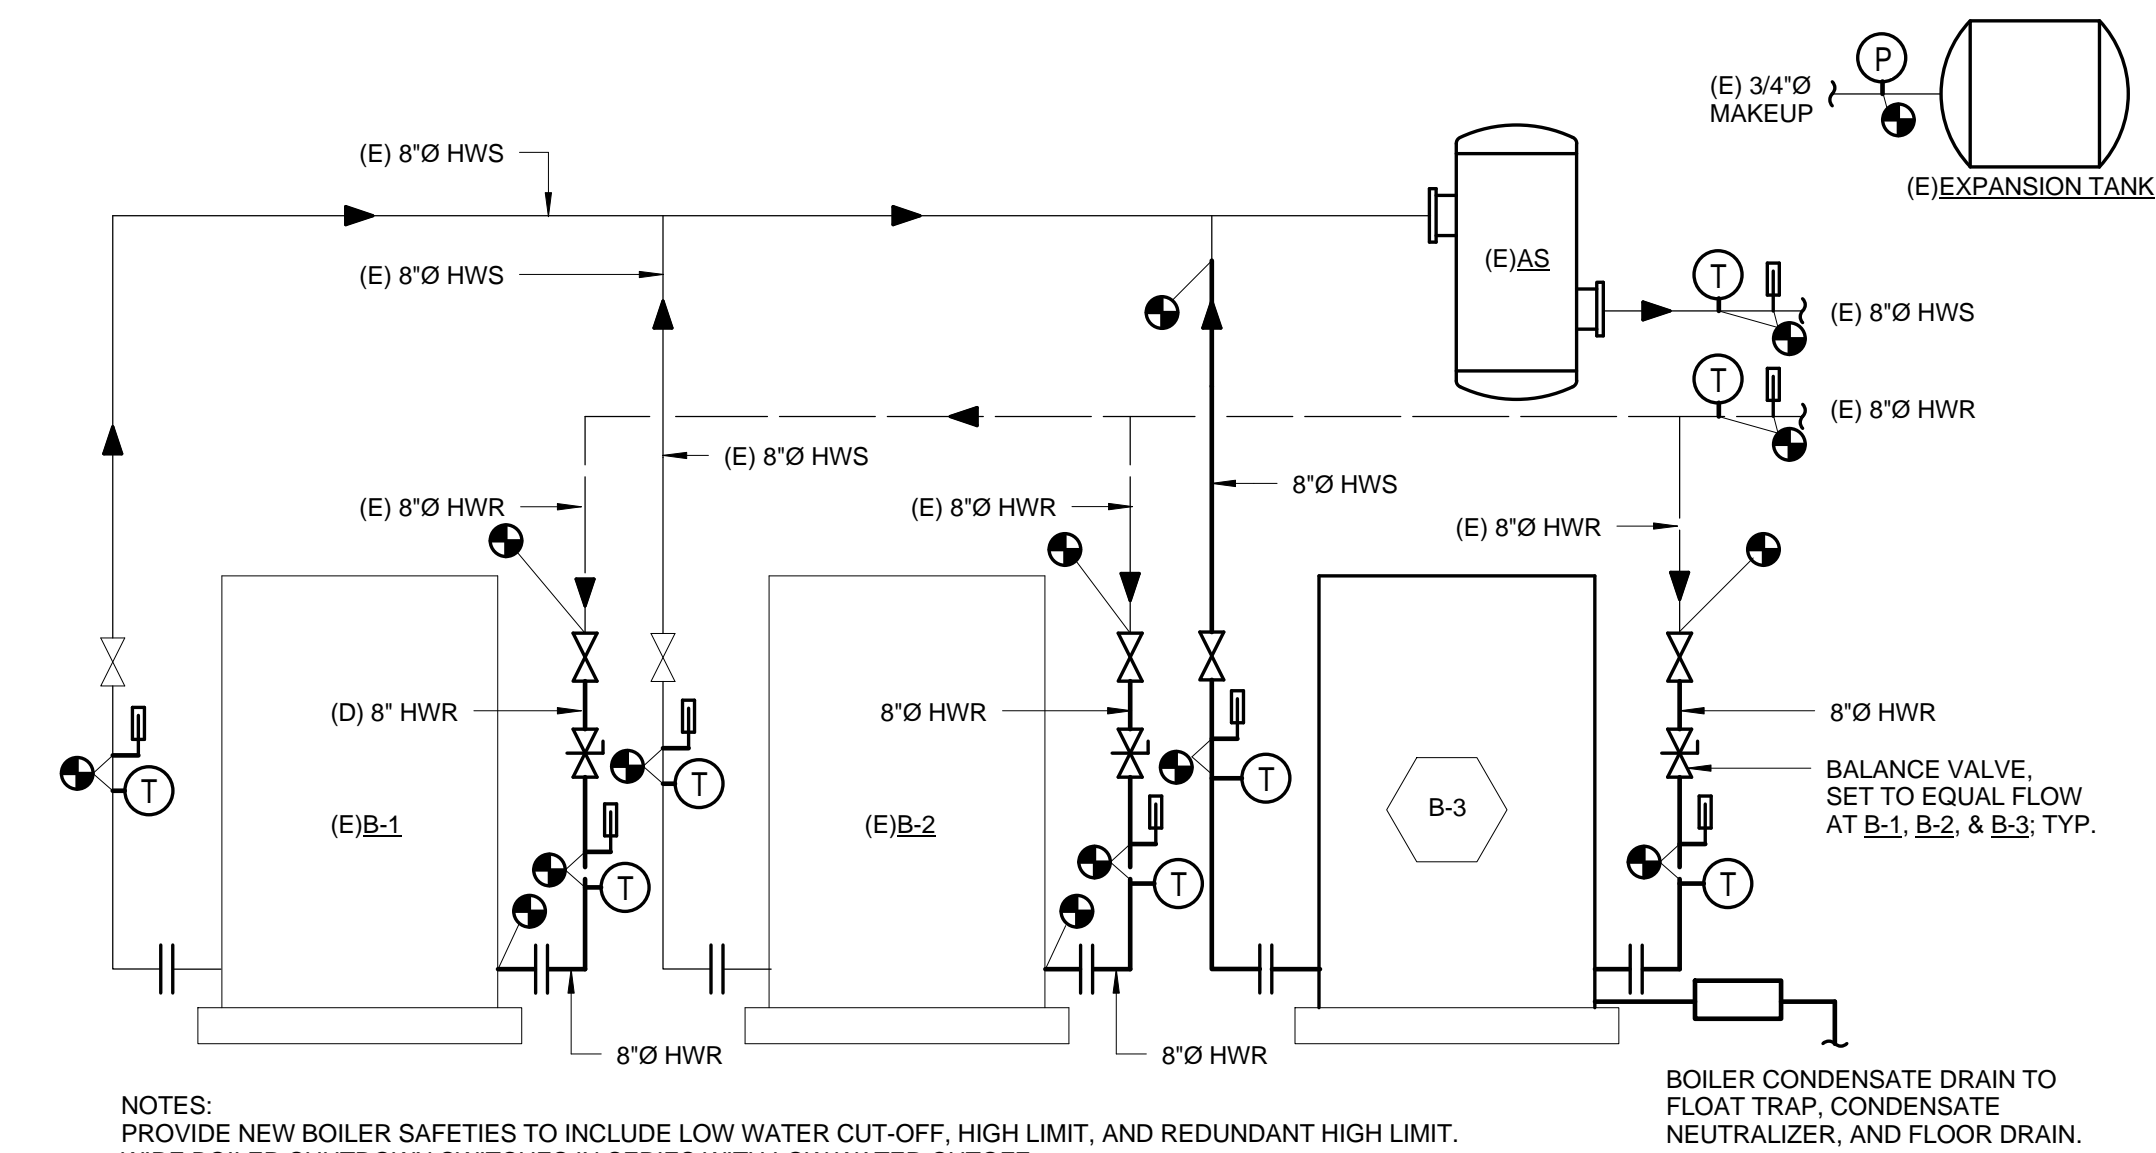 P
(E) 3/4"Ø
MAKEUP
(E)EXPANSION TANK
(E) 8"Ø HWS
(E) 8"Ø HWS
(E)AS
T
(E) 8"Ø HWS
T
(E) 8"Ø HWR
(E) 8"Ø HWS
8"Ø HWS
(E) 8"Ø HWR
(E) 8"Ø HWR
(E) 8"Ø HWR
(D) 8" HWR
8"Ø HWR
8"Ø HWR
T
T
T
BALANCE VALVE,
SET TO EQUAL FLOW
AT B-1, B-2, & B-3; TYP.
(E)B-1
(E)B-2
B-3
T
T
T
8"Ø HWR
8"Ø HWR
BOILER CONDENSATE DRAIN TO
FLOAT TRAP, CONDENSATE
NEUTRALIZER, AND FLOOR DRAIN.
NOTES:
PROVIDE NEW BOILER SAFETIES TO INCLUDE LOW WATER CUT-OFF, HIGH LIMIT, AND REDUNDANT HIGH LIMIT.